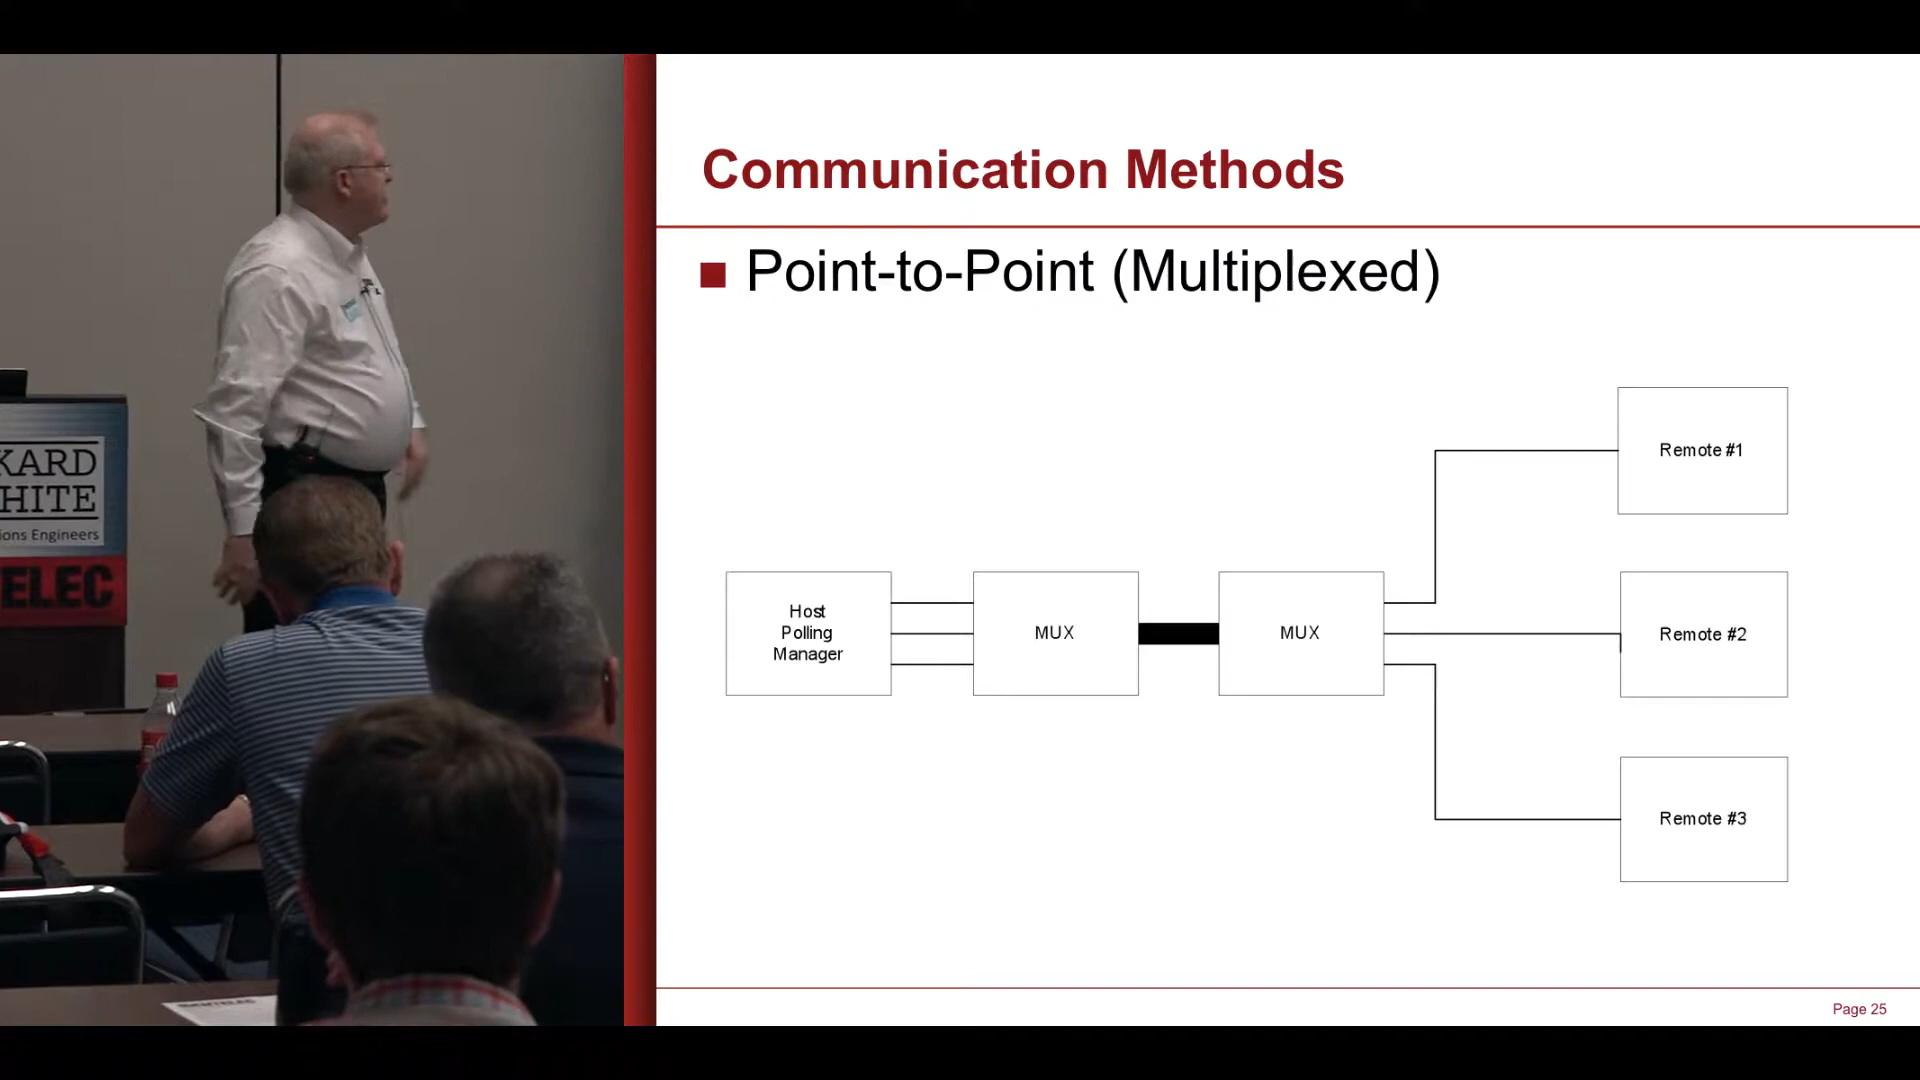 KARD
HITE
ions Engineers
ELEC
Communication Methods
Point-to-Point (Multiplexed)
Remote #1
Host
Polling
Manager
MUX
MUX
Remote #2
Remote #3
Page 25